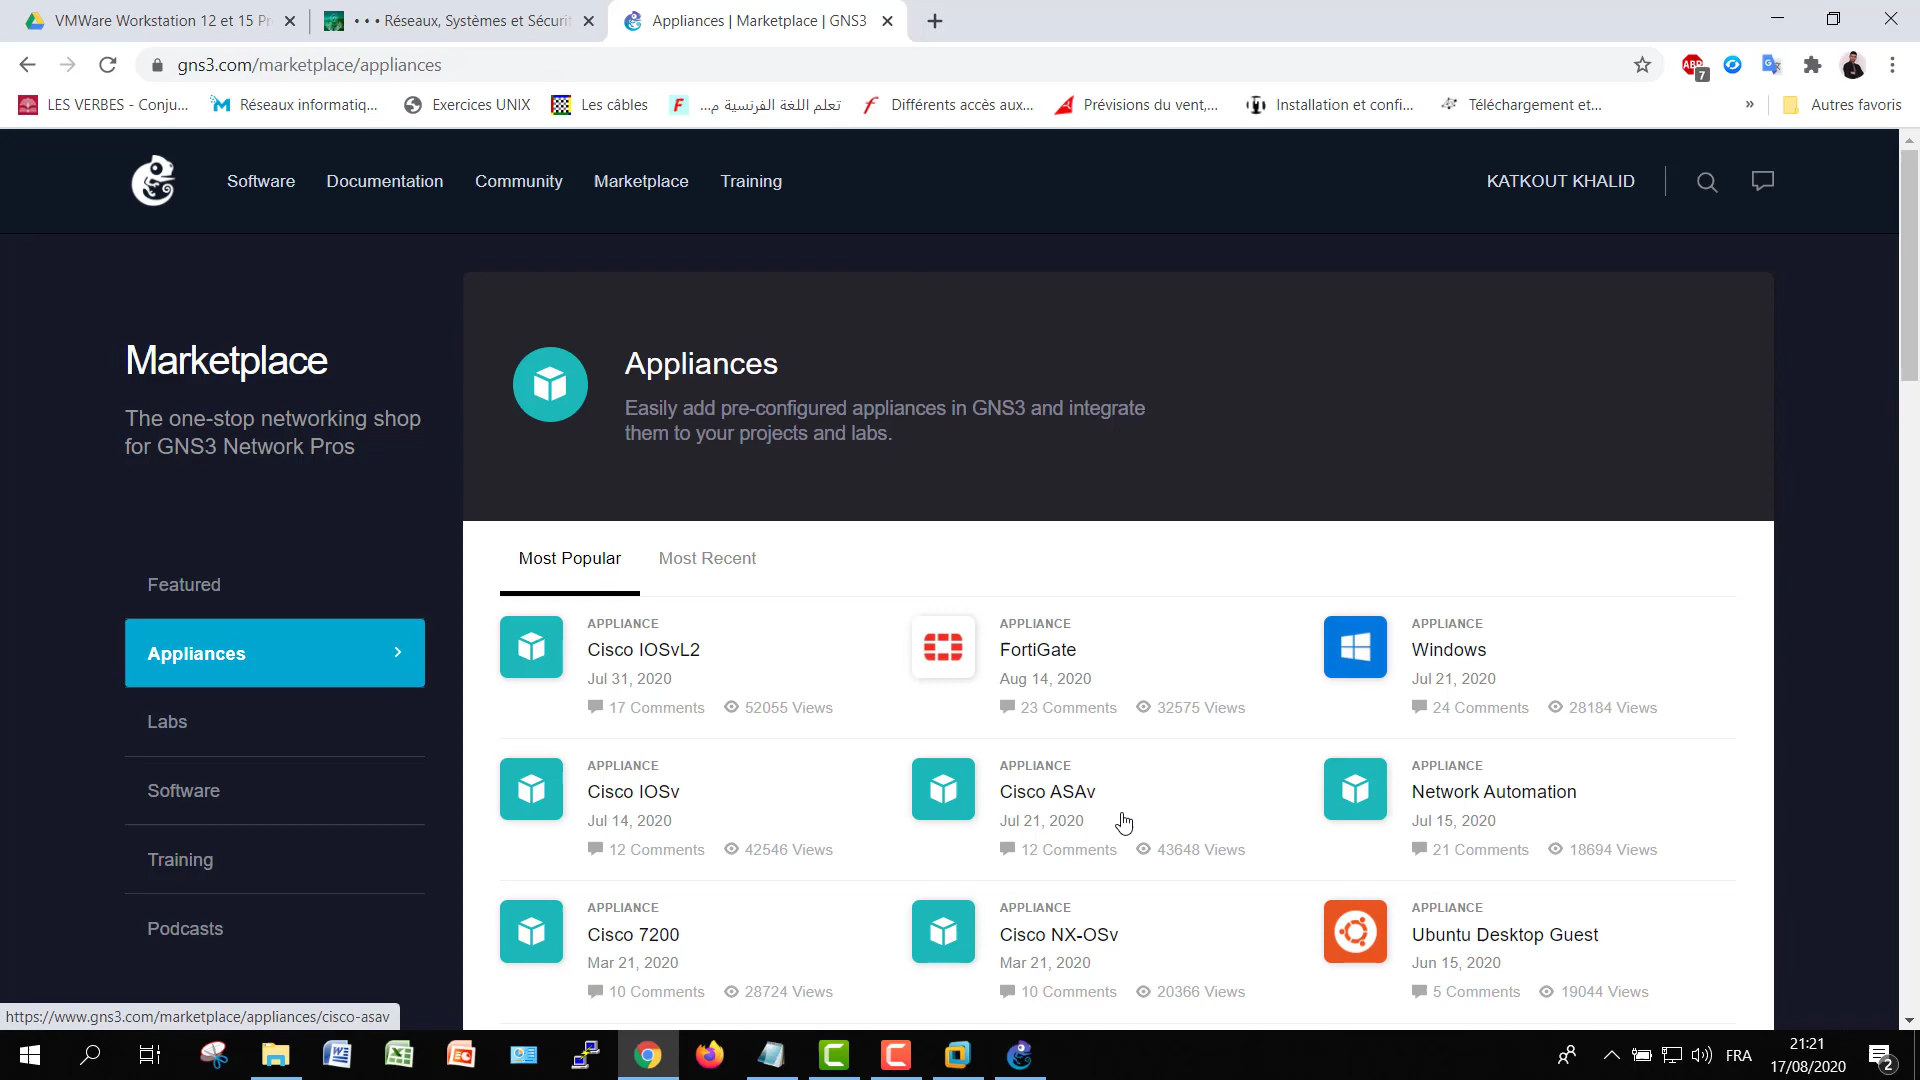 VMWare Workstation 12 et 15 Pr
• • • Réseaux, Systèmes et Sécurit
Appliances | Marketplace | GNS3
gns3.com/marketplace/appliances
ABP
7
LES VERBES - Conju...
Réseaux informatiq...
Exercices UNIX
Les câbles
تعلم اللغة الفرنسية م...
Différents accès aux...
Prévisions du vent,...
Installation et confi...
Téléchargement et...
»
Autres favoris
Software
Documentation
Community
Marketplace
Training
KATKOUT KHALID
Marketplace
The one-stop networking shop
for GNS3 Network Pros
Featured
Appliances
Labs
Software
Training
Podcasts
Appliances
Easily add pre-configured appliances in GNS3 and integrate
them to your projects and labs.
Most Popular
Most Recent
APPLIANCE
Cisco IOSvL2
Jul 31, 2020
17 Comments
52055 Views
APPLIANCE
FortiGate
Aug 14, 2020
23 Comments
32575 Views
APPLIANCE
Windows
Jul 21, 2020
24 Comments
28184 Views
APPLIANCE
Cisco IOSv
Jul 14, 2020
12 Comments
42546 Views
APPLIANCE
Cisco ASAv
Jul 21, 2020
12 Comments
43648 Views
APPLIANCE
Network Automation
Jul 15, 2020
21 Comments
18694 Views
APPLIANCE
Cisco 7200
Mar 21, 2020
10 Comments
28724 Views
APPLIANCE
Cisco NX-OSv
Mar 21, 2020
10 Comments
20366 Views
APPLIANCE
Ubuntu Desktop Guest
Jun 15, 2020
5 Comments
19044 Views
https://www.gns3.com/marketplace/appliances/cisco-asav
FRA
21:21
17/08/2020
2